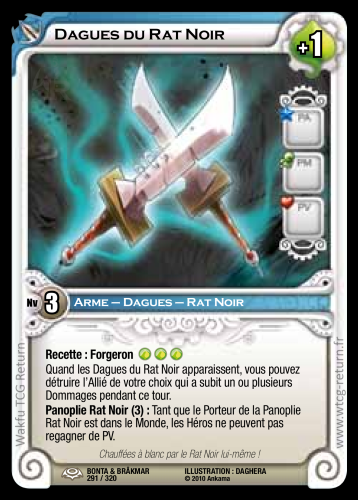 Dagues du Rat Noir
+1
PA
PM
PV
Nv 3
Arme – Dagues – Rat Noir
Recette : Forgeron
Quand les Dagues du Rat Noir apparaissent, vous pouvez
détruire l'Allié de votre choix qui a subit un ou plusieurs
Dommages pendant ce tour.
Panoplie Rat Noir (3) : Tant que le Porteur de la Panoplie
Rat Noir est dans le Monde, les Héros ne peuvent pas
regagner de PV.
Chauffées à blanc par le Rat Noir lui-même !
BONTA & BRÂKMAR
291 / 320
ILLUSTRATION : DAGHERA
© 2010 Ankama
Wakfu TCG Return
www.wtcg-return.fr